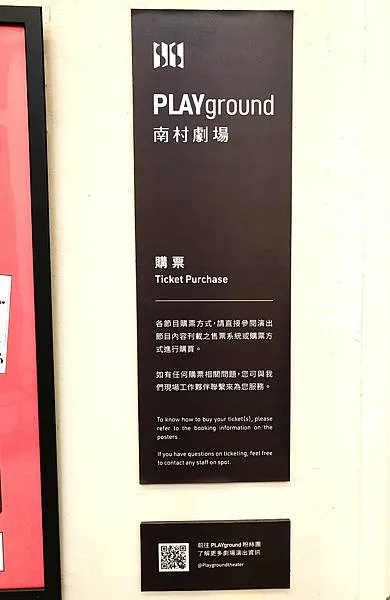 PLAYground
南村劇場
購票
Ticket Purchase
各節目購票方式，請直接參閱演出
節目內容刊載之售票系統或購票方
式進行購買。
如有任何購票相關問題，您可與我
們現場工作夥伴聯繫來為您服務。
To know how to buy your ticket(s), please
refer to the booking information on the
posters.
If you have questions on ticketing, feel free
to contact any staff on spot.
前往 PLAYground 粉絲團
了解更多劇場演出資訊
@Playgroundtheater